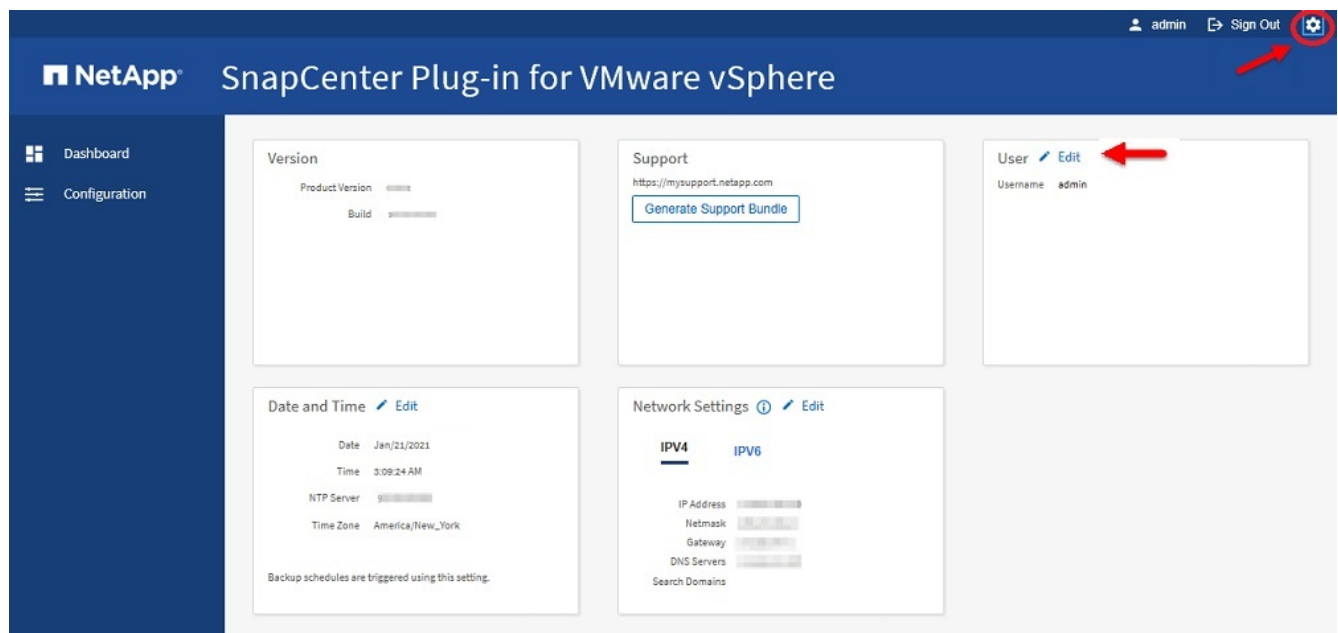 admin Sign Out
NetApp® SnapCenter Plug-in for VMware vSphere
Dashboard
Configuration
Version
Product Version
Build
Support
https://mysupport.netapp.com
Generate Support Bundle
User Edit
Username admin
Date and Time Edit
Date Jan/21/2021
Time 3:09:24 AM
NTP Server
Time Zone America/New_York
Backup schedules are triggered using this setting.
Network Settings Edit
IPV4 IPV6
IP Address
Netmask
Gateway
DNS Servers
Search Domains